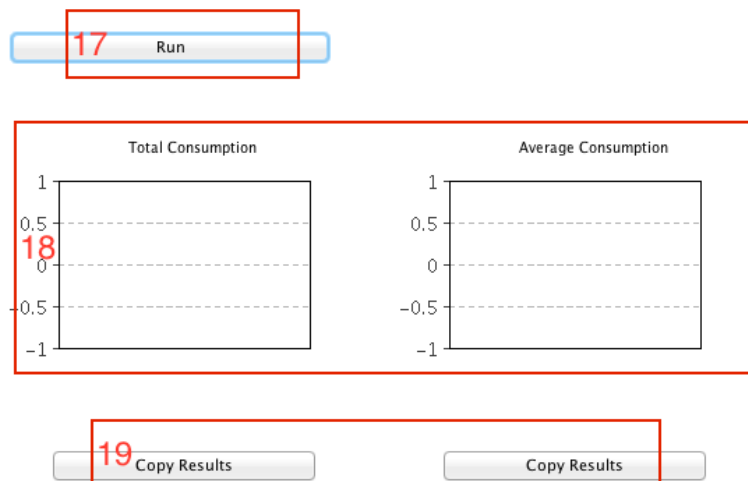 17 Run
Total Consumption Average Consumption
1 1
0.5 0.5
18
0 0
-0.5 -0.5
-1 -1
19 Copy Results Copy Results